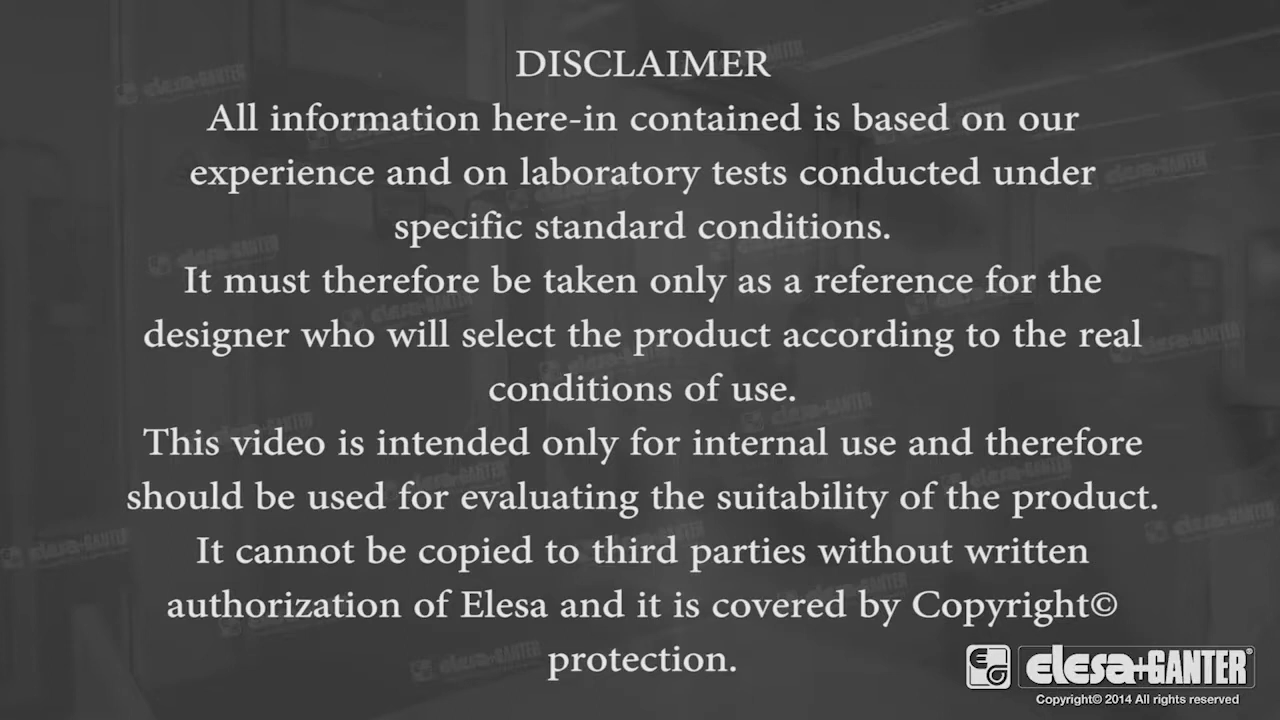 DISCLAIMER
All information here-in contained is based on our
experience and on laboratory tests conducted under
specific standard conditions.
It must therefore be taken only as a reference for the
designer who will select the product according to the real
conditions of use.
This video is intended only for internal use and therefore
should be used for evaluating the suitability of the product.
It cannot be copied to third parties without written
authorization of Elesa and it is covered by Copyright©
protection.
elesa+GANTER®
Copyright© 2014 All rights reserved